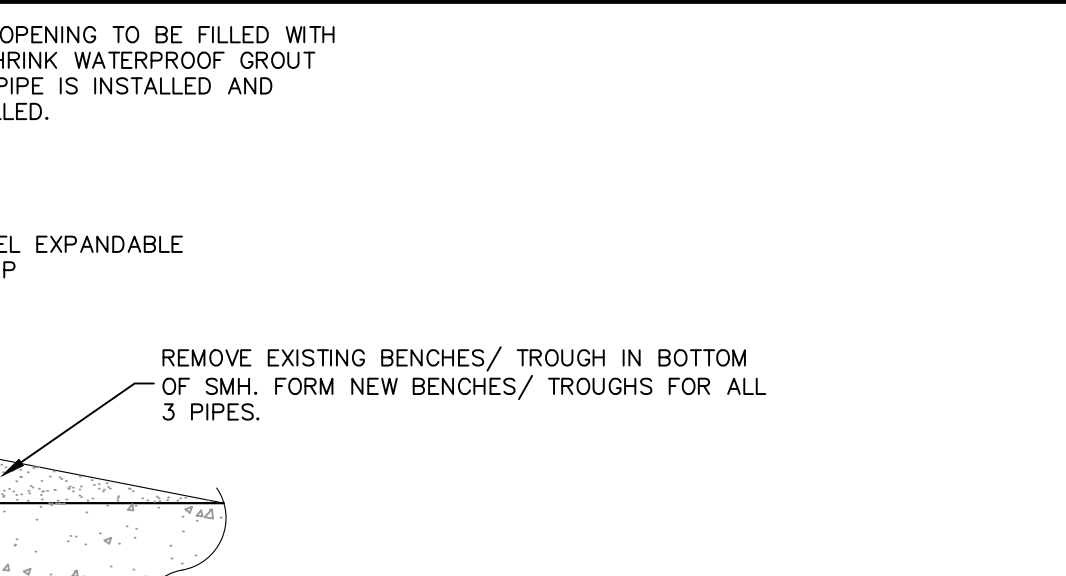 OPENING TO BE FILLED WITH
HRINK WATERPROOF GROUT
PIPE IS INSTALLED AND
LLED.
EL EXPANDABLE
P
REMOVE EXISTING BENCHES/ TROUGH IN BOTTOM
OF SMH. FORM NEW BENCHES/ TROUGHS FOR ALL
3 PIPES.